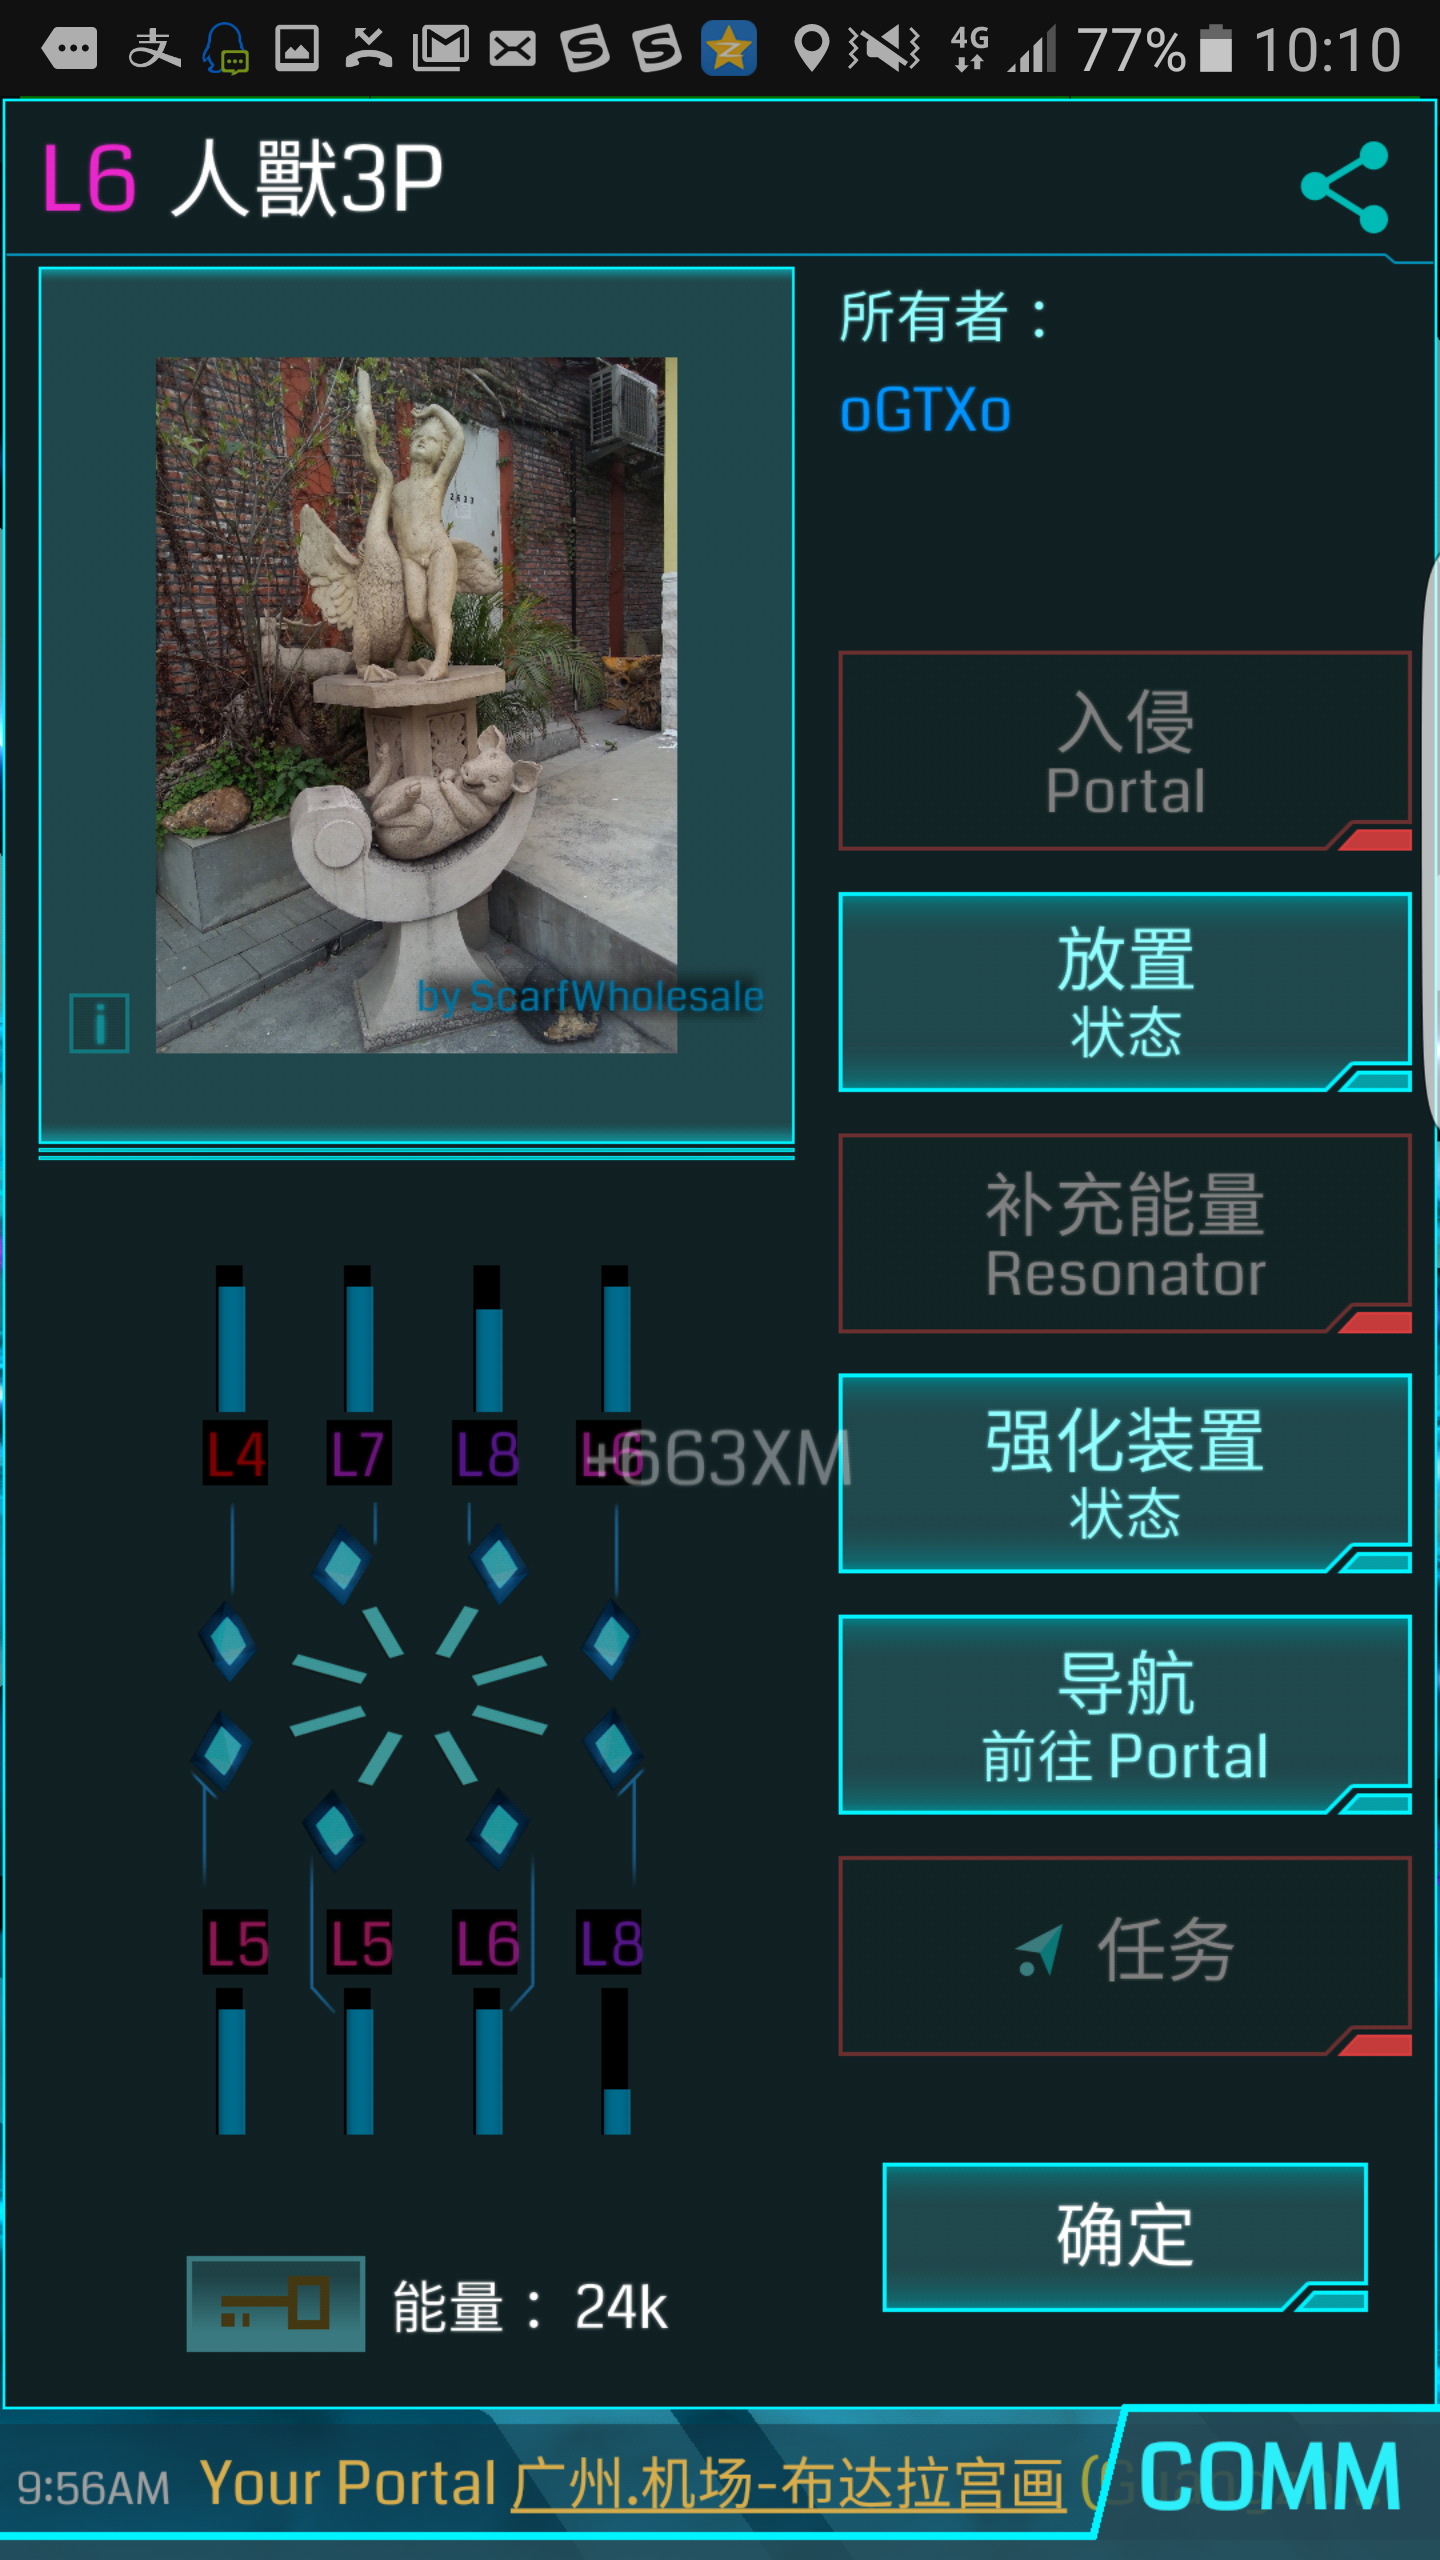 77% 10:10
4G
L6 人獸3P
所有者：
oGTXo
2633
by ScarfWholesale
i
入侵
Portal
放置
状态
补充能量
Resonator
强化装置
状态
导航
前往 Portal
任务
确定
L4 L7 L8 L6
+663XM
L5 L5 L6 L8
能量： 24k
9:56AM Your Portal 广州.机场-布达拉宫画 (
COMM